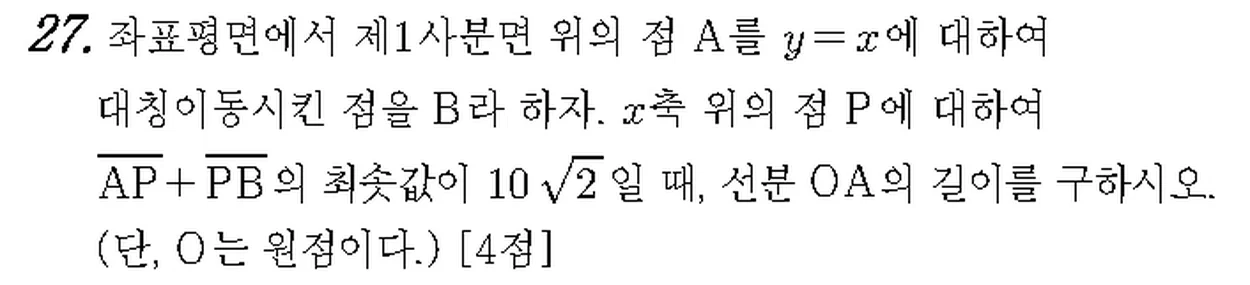 27. 좌표평면에서 제1사분면 위의 점 A를 y=x에 대하여
대칭이동시킨 점을 B라 하자. x축 위의 점 P에 대하여
\overline{AP}+\overline{PB}의 최솟값이 10√2일 때, 선분 OA의 길이를 구하시오.
(단, O는 원점이다.) [4점]